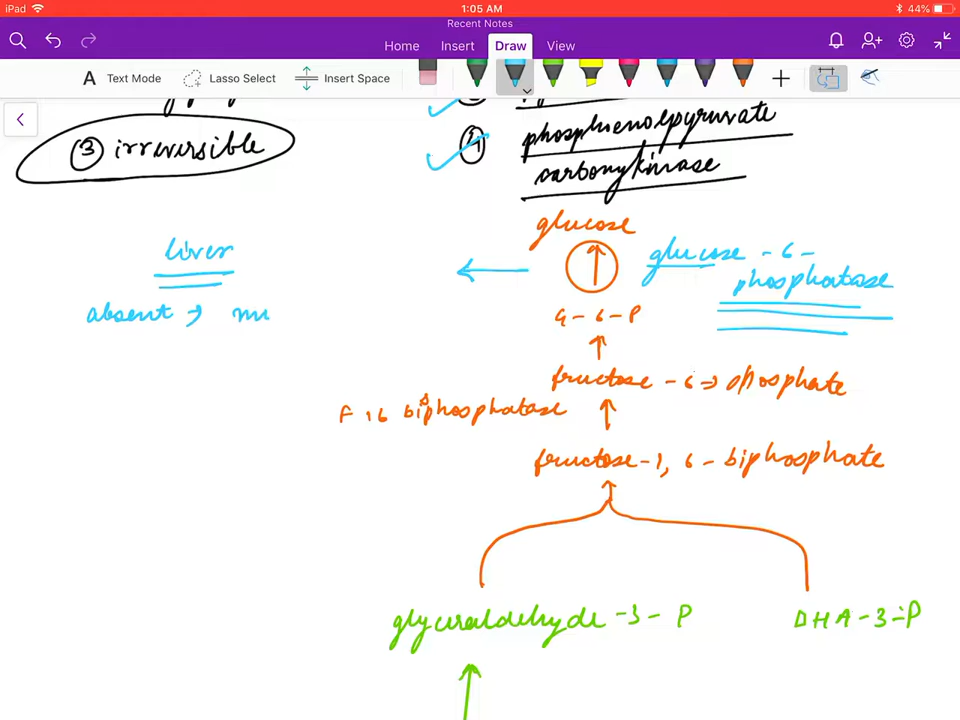 iPad
1:05 AM
44%
Recent Notes
Home
Insert
Draw
View
A Text Mode
Lasso Select
Insert Space
③ irreversible
④ phosphoenolpyruvate
carboxykinase
glucose
liver
glucose - 6 -
phosphatase
absent →
G - 6 - P
fructose - 6 → phosphate
F 1,6 bisphosphatase
fructose - 1, 6 - biphosphate
glyceraldehyde - 3 - P
DHA - 3 - P